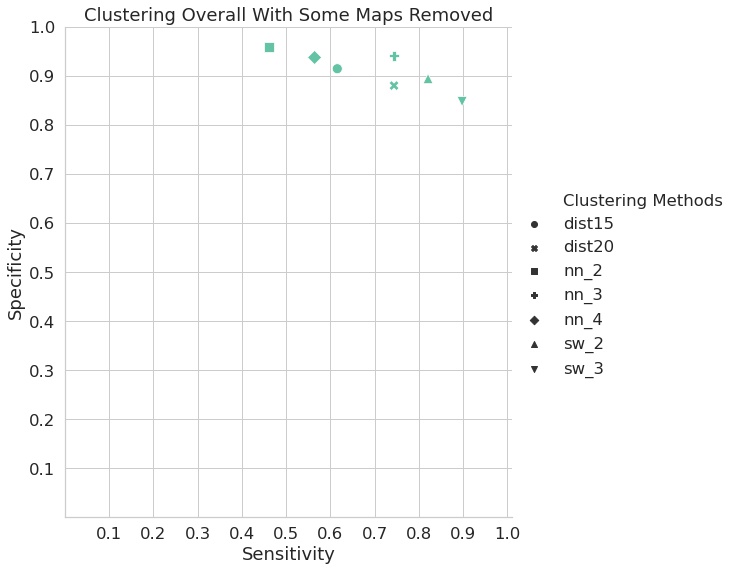 Clustering Overall With Some Maps Removed
1.0
0.9
0.8
0.7
0.6
0.5
0.4
0.3
0.2
0.1
Specificity
0.1 0.2 0.3 0.4 0.5 0.6 0.7 0.8 0.9 1.0
Sensitivity
Clustering Methods
dist15
dist20
nn_2
nn_3
nn_4
sw_2
sw_3